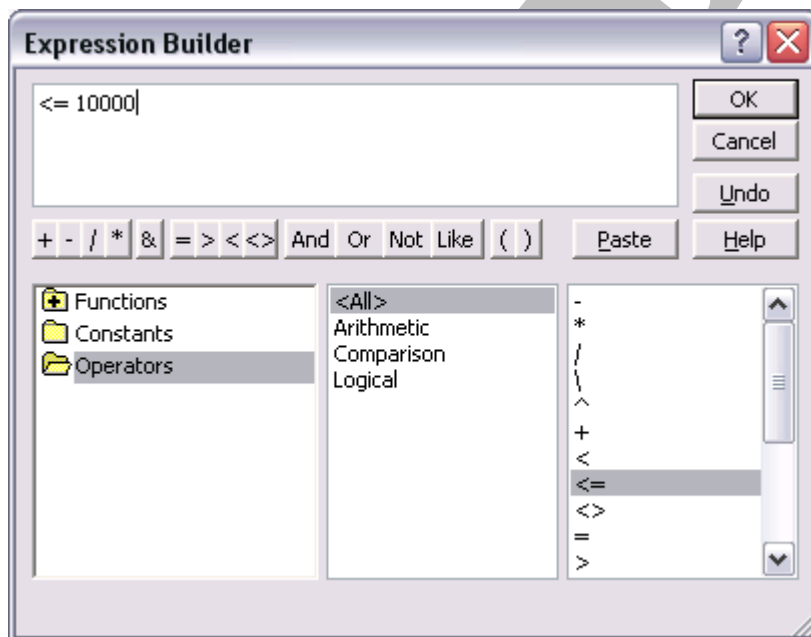 Expression Builder
?
<= 10000
OK
Cancel
Undo
+ - / * & = > < <> And Or Not Like ( ) Paste Help
Functions
Constants
Operators
<All>
Arithmetic
Comparison
Logical
-
*
/
\
^
+
<
<=
<>
=
>